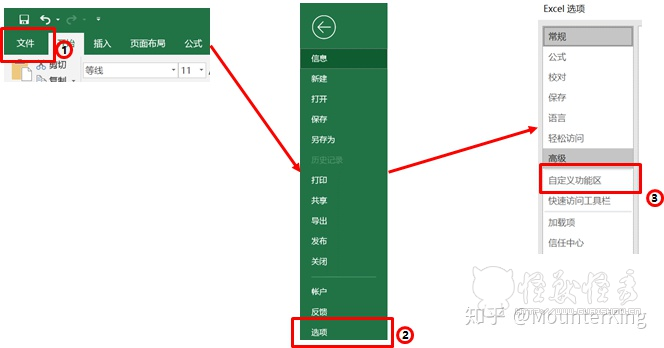 文件
开始
插入
页面布局
公式
①
剪切
复制
等线
11
信息
新建
打开
保存
另存为
历史记录
打印
共享
导出
发布
关闭
帐户
反馈
选项
②
Excel 选项
常规
公式
校对
保存
语言
轻松访问
高级
自定义功能区
③
快速访问工具栏
加载项
信任中心
知乎 @MounterKing